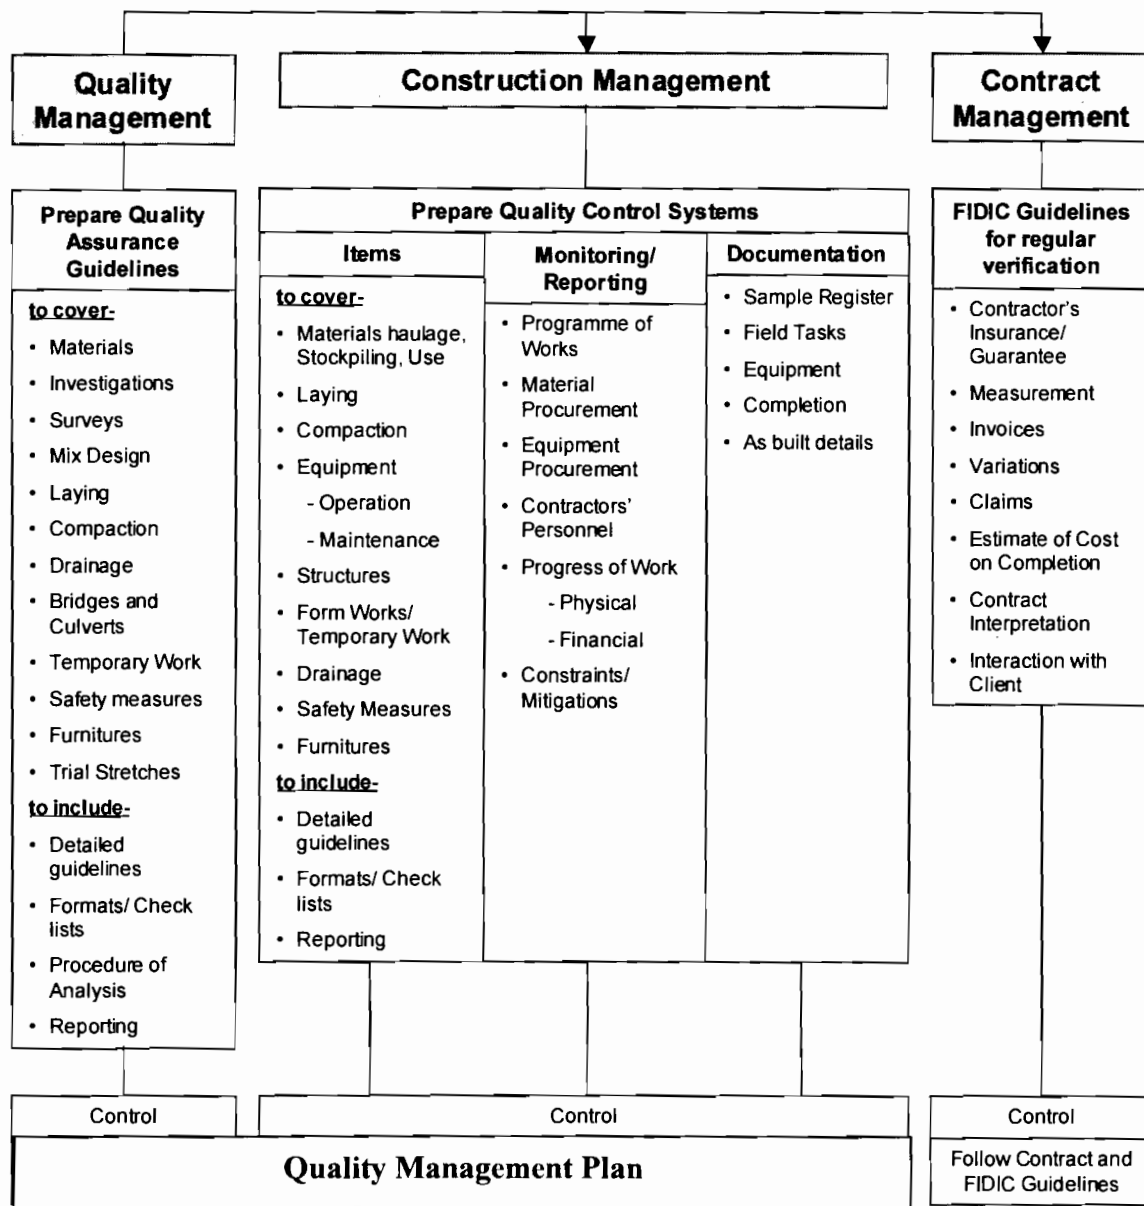 Quality
Management
Construction Management
Contract
Management
Prepare Quality
Assurance
Guidelines
to cover-
• Materials
• Investigations
• Surveys
• Mix Design
• Laying
• Compaction
• Drainage
• Bridges and
Culverts
• Temporary Work
• Safety measures
• Furnitures
• Trial Stretches
to include-
• Detailed
guidelines
• Formats/ Check
lists
• Procedure of
Analysis
• Reporting
Prepare Quality Control Systems
Items
to cover-
• Materials haulage,
Stockpiling, Use
• Laying
• Compaction
• Equipment
- Operation
- Maintenance
• Structures
• Form Works/
Temporary Work
• Drainage
• Safety Measures
• Furnitures
to include-
• Detailed
guidelines
• Formats/ Check
lists
• Reporting
Monitoring/
Reporting
• Programme of
Works
• Material
Procurement
• Equipment
Procurement
• Contractors'
Personnel
• Progress of Work
- Physical
- Financial
• Constraints/
Mitigations
Documentation
• Sample Register
• Field Tasks
• Equipment
• Completion
• As built details
FIDIC Guidelines
for regular
verification
• Contractor's
Insurance/
Guarantee
• Measurement
• Invoices
• Variations
• Claims
• Estimate of Cost
on Completion
• Contract
Interpretation
• Interaction with
Client
Control
Control
Quality Management Plan
Control
Follow Contract and
FIDIC Guidelines